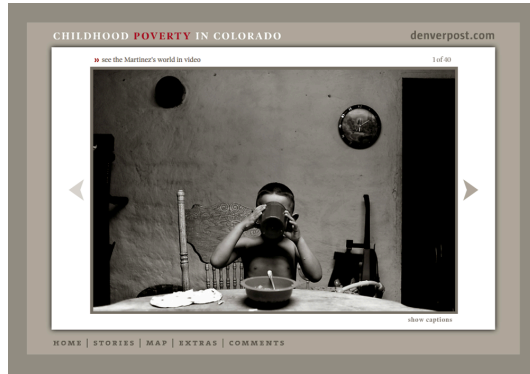 CHILDHOOD POVERTY IN COLORADO
denverpost.com
» see the Martinez's world in video
1 of 40
show captions
HOME | STORIES | MAP | EXTRAS | COMMENTS